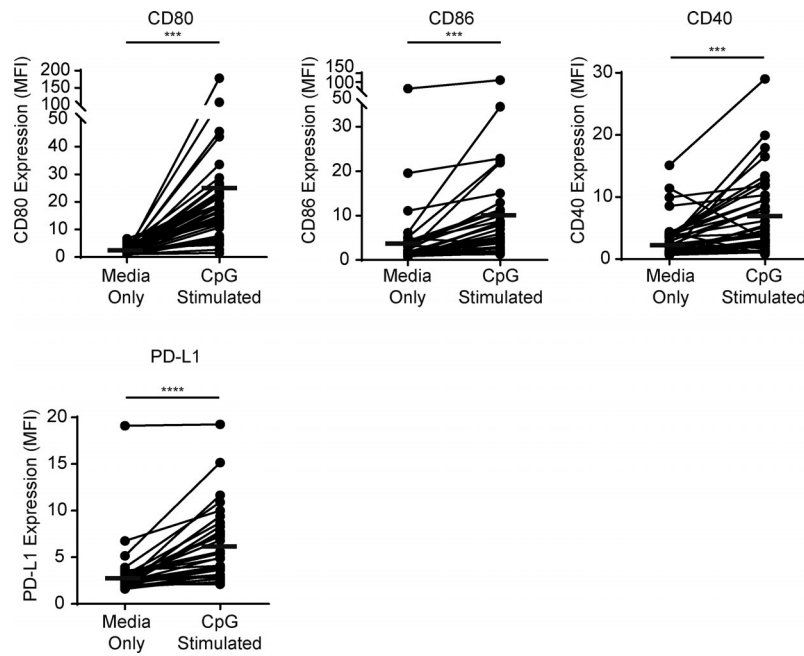 CD80
***
CD80 Expression (MFI)
200
150
100
50
40
30
20
10
0
Media
Only
CpG
Stimulated
CD86
***
CD86 Expression (MFI)
150
100
50
30
20
10
0
Media
Only
CpG
Stimulated
CD40
***
CD40 Expression (MFI)
30
20
10
0
Media
Only
CpG
Stimulated
PD-L1
****
PD-L1 Expression (MFI)
20
15
10
5
0
Media
Only
CpG
Stimulated